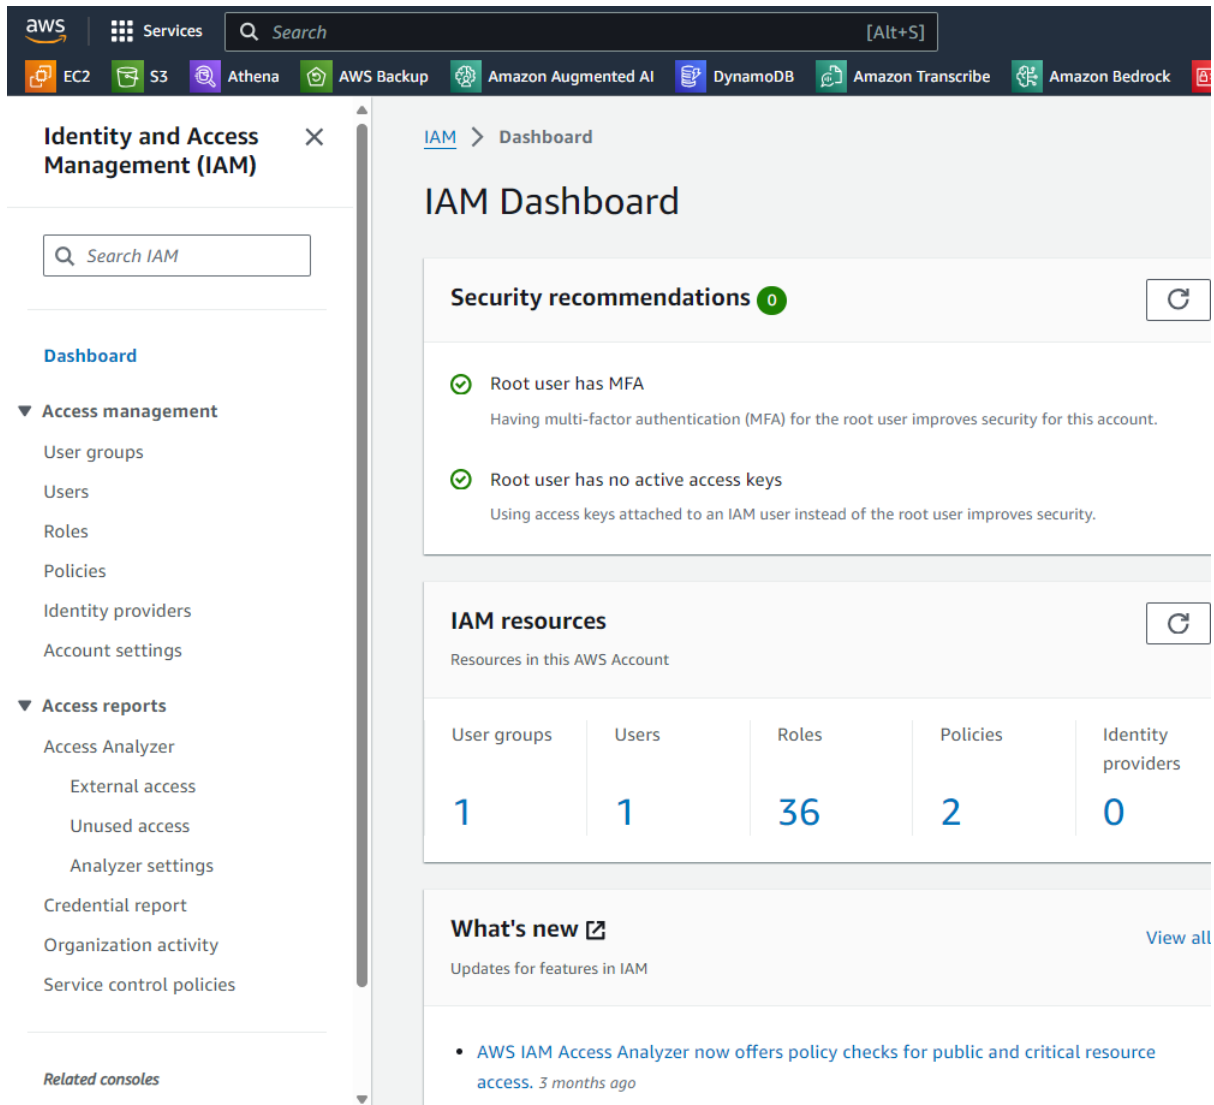 aws
Services
Search
[Alt+S]
EC2
S3
Athena
AWS Backup
Amazon Augmented AI
DynamoDB
Amazon Transcribe
Amazon Bedrock
Identity and Access
Management (IAM)
Search IAM
Dashboard
Access management
User groups
Users
Roles
Policies
Identity providers
Account settings
Access reports
Access Analyzer
External access
Unused access
Analyzer settings
Credential report
Organization activity
Service control policies
Related consoles
IAM > Dashboard
IAM Dashboard
Security recommendations 0
Root user has MFA
Having multi-factor authentication (MFA) for the root user improves security for this account.
Root user has no active access keys
Using access keys attached to an IAM user instead of the root user improves security.
IAM resources
Resources in this AWS Account
User groups
1
Users
1
Roles
36
Policies
2
Identity
providers
0
What's new
View all
Updates for features in IAM
• AWS IAM Access Analyzer now offers policy checks for public and critical resource
access. 3 months ago